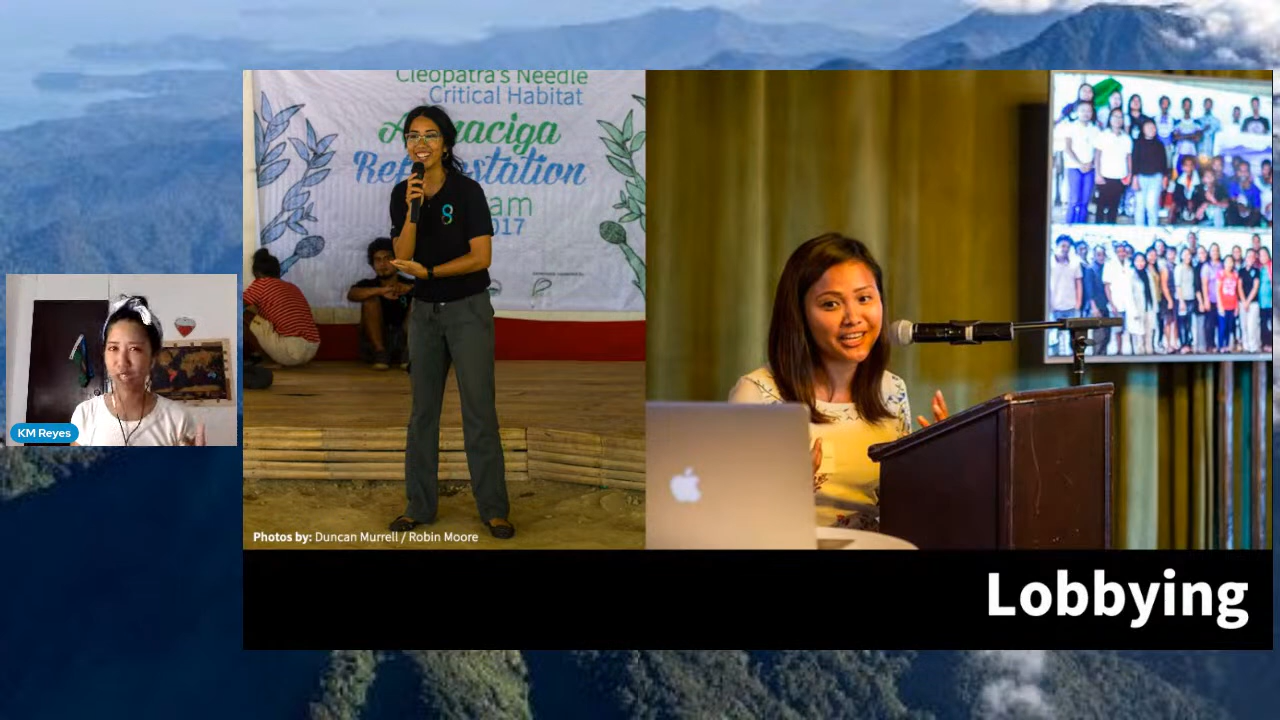 Cleopatra's Needle
Critical Habitat
Reforestation
2017
Photos by: Duncan Murrell / Robin Moore
KM Reyes
Lobbying